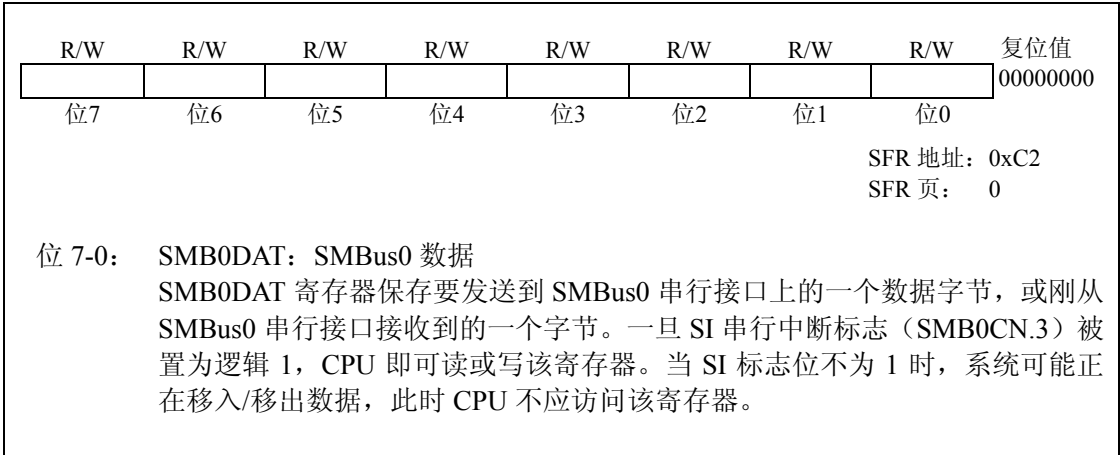 R/W R/W R/W R/W R/W R/W R/W R/W 复位值
00000000
位7 位6 位5 位4 位3 位2 位1 位0
SFR 地址：0xC2
SFR 页： 0
位 7-0： SMB0DAT：SMBus0 数据
SMB0DAT 寄存器保存要发送到 SMBus0 串行接口上的一个数据字节，或刚从
SMBus0 串行接口接收到的一个字节。一旦 SI 串行中断标志（SMB0CN.3）被
置为逻辑 1，CPU 即可读或写该寄存器。当 SI 标志位不为 1 时，系统可能正
在移入/移出数据，此时 CPU 不应访问该寄存器。